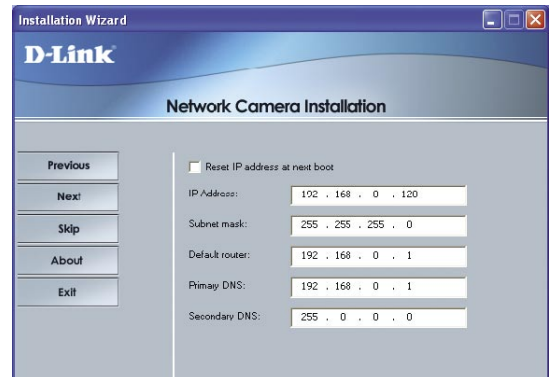 Installation Wizard
D-Link
Network Camera Installation
Previous
Next
Skip
About
Exit
Reset IP address at next boot
IP Address: 192 . 168 . 0 . 120
Subnet mask: 255 . 255 . 255 . 0
Default router: 192 . 168 . 0 . 1
Primary DNS: 192 . 168 . 0 . 1
Secondary DNS: 255 . 0 . 0 . 0